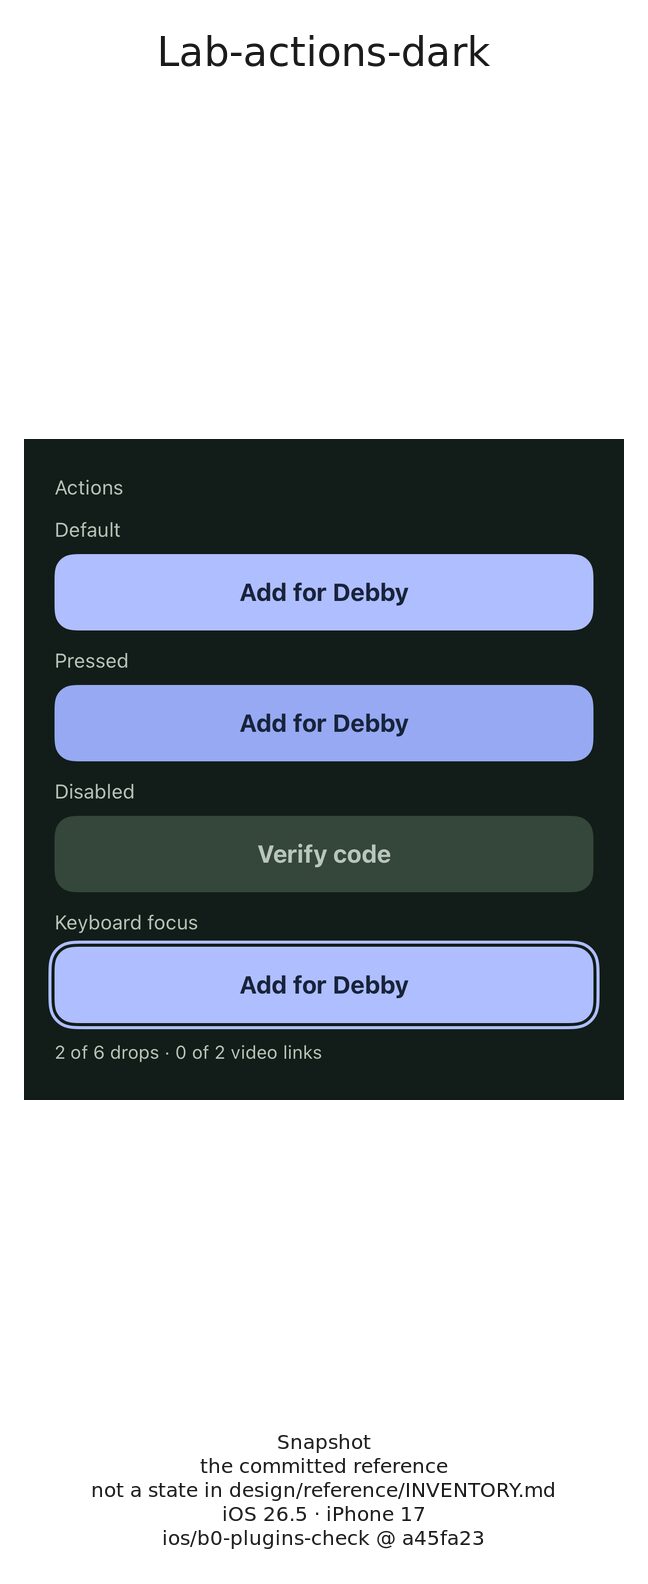 Lab-actions-dark
Actions
Default
Add for Debby
Pressed
Add for Debby
Disabled
Verify code
Keyboard focus
Add for Debby
2 of 6 drops · 0 of 2 video links
Snapshot
the committed reference
not a state in design/reference/INVENTORY.md
iOS 26.5 · iPhone 17
ios/b0-plugins-check @ a45fa23